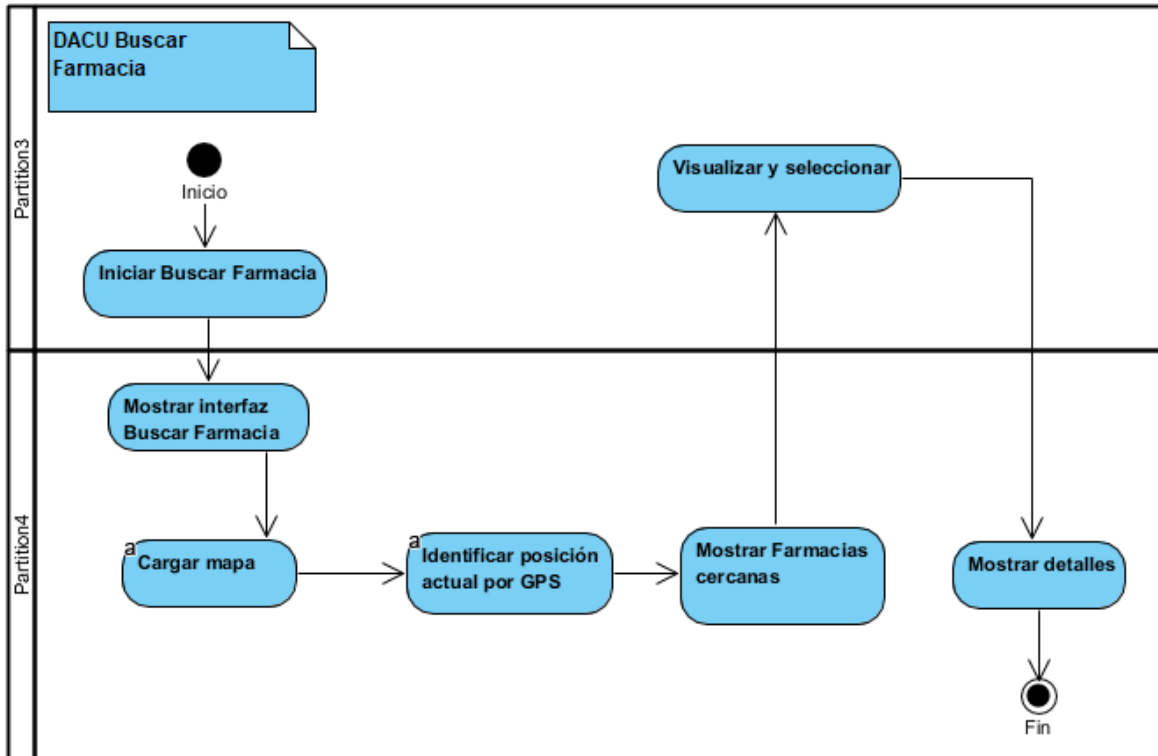 DACU Buscar
Farmacia
Partition3
Inicio
Iniciar Buscar Farmacia
Visualizar y seleccionar
Partition4
Mostrar interfaz
Buscar Farmacia
a
Cargar mapa
a
Identificar posición
actual por GPS
Mostrar Farmacias
cercanas
Mostrar detalles
Fin